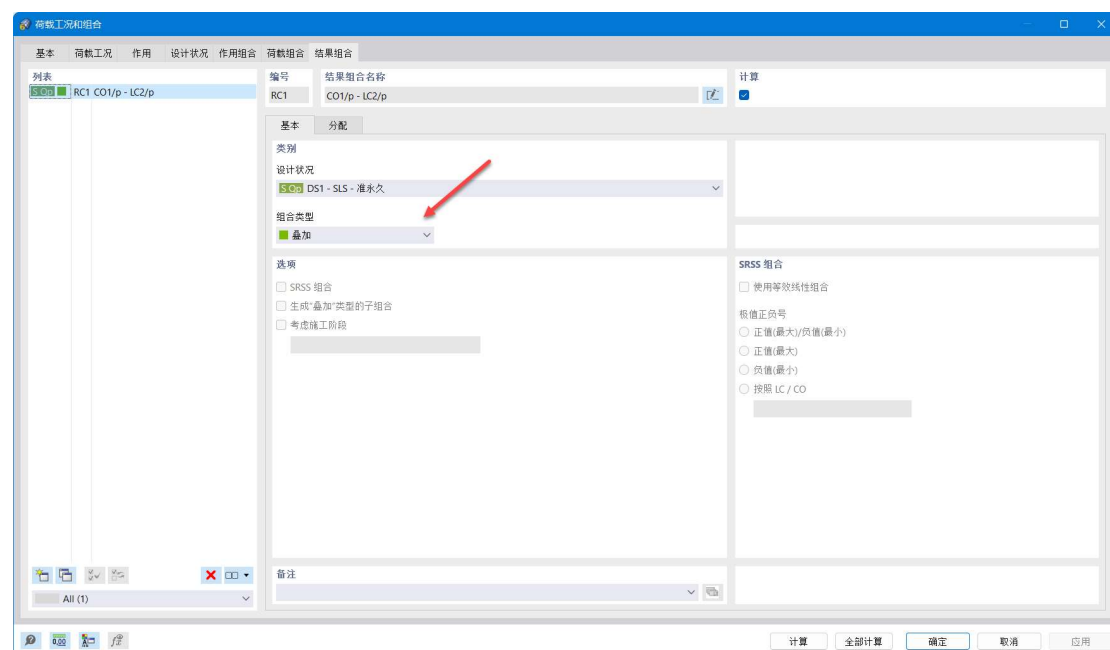 荷载工况和组合
基本 荷载工况 作用 设计状况 作用组合 荷载组合 结果组合
列表
S Qp RC1 CO1/p - LC2/p
编号 结果组合名称 计算
RC1 CO1/p - LC2/p
基本 分配
类别
设计状况
S Qp DS1 - SLS - 准永久
组合类型
叠加
选项 SRSS 组合
SRSS 组合 使用等效线性组合
生成"叠加"类型的子组合
考虑施工阶段 极值正负号
正值(最大)/负值(最小)
正值(最大)
负值(最小)
按照 LC / CO
备注
All (1)
0,00
计算 全部计算 确定 取消 应用